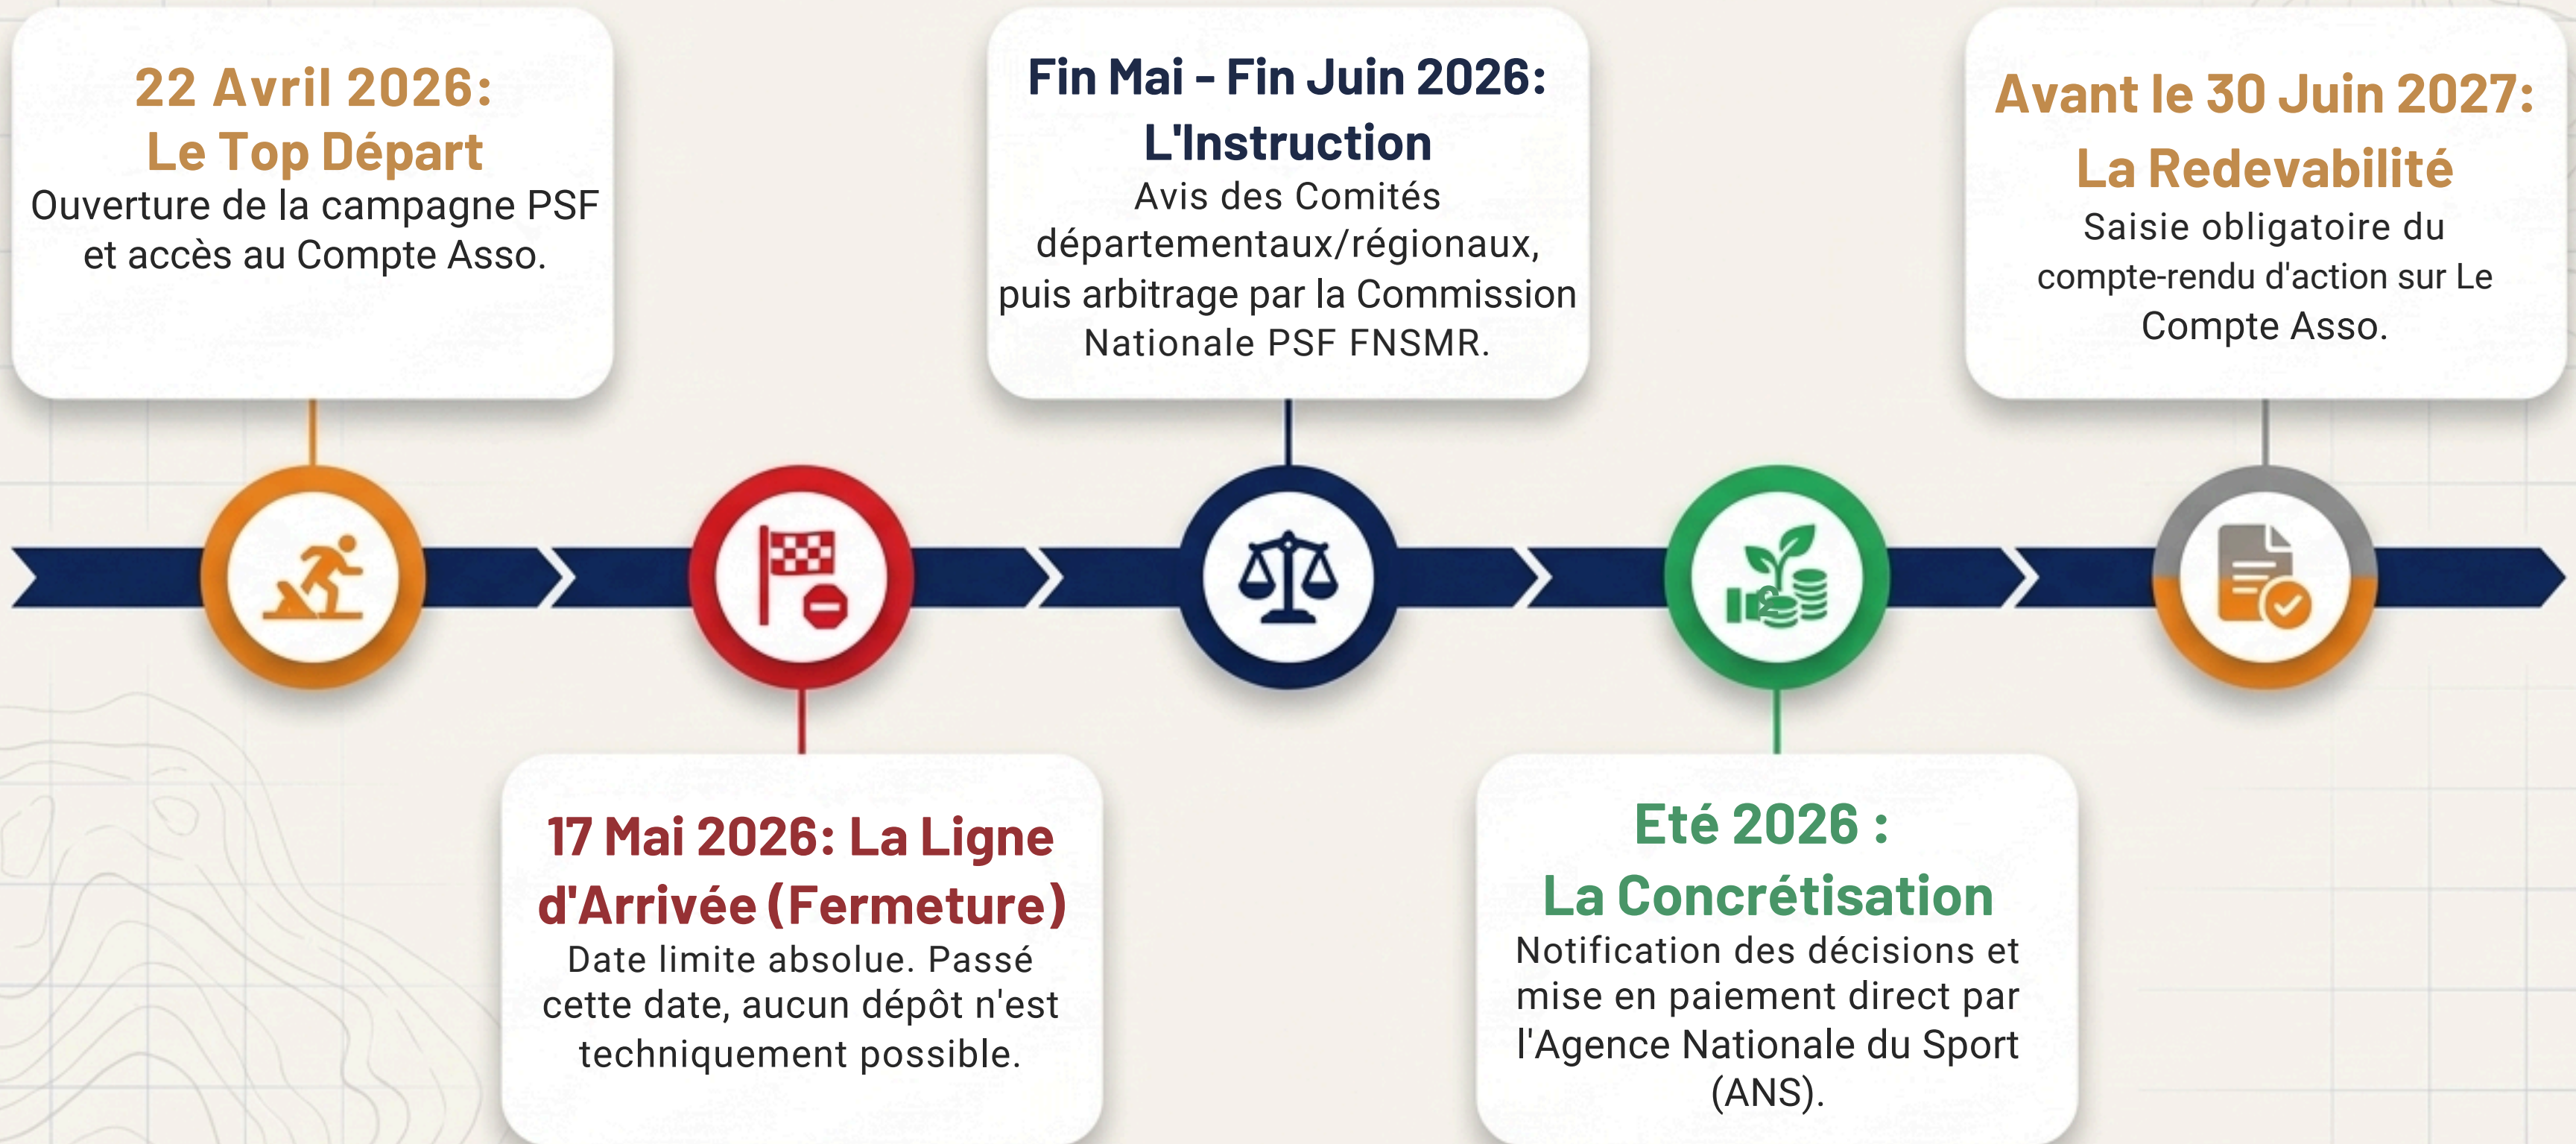 22 Avril 2026:
Le Top Départ
Ouverture de la campagne PSF
et accès au Compte Asso.
17 Mai 2026: La Ligne
d'Arrivée (Fermeture)
Date limite absolue. Passé
cette date, aucun dépôt n'est
techniquement possible.
Fin Mai - Fin Juin 2026:
L'Instruction
Avis des Comités
départementaux/régionaux,
puis arbitrage par la Commission
Nationale PSF FNSMR.
Eté 2026 :
La Concrétisation
Notification des décisions et
mise en paiement direct par
l'Agence Nationale du Sport
(ANS).
Avant le 30 Juin 2027:
La Redevabilité
Saisie obligatoire du
compte-rendu d'action sur Le
Compte Asso.